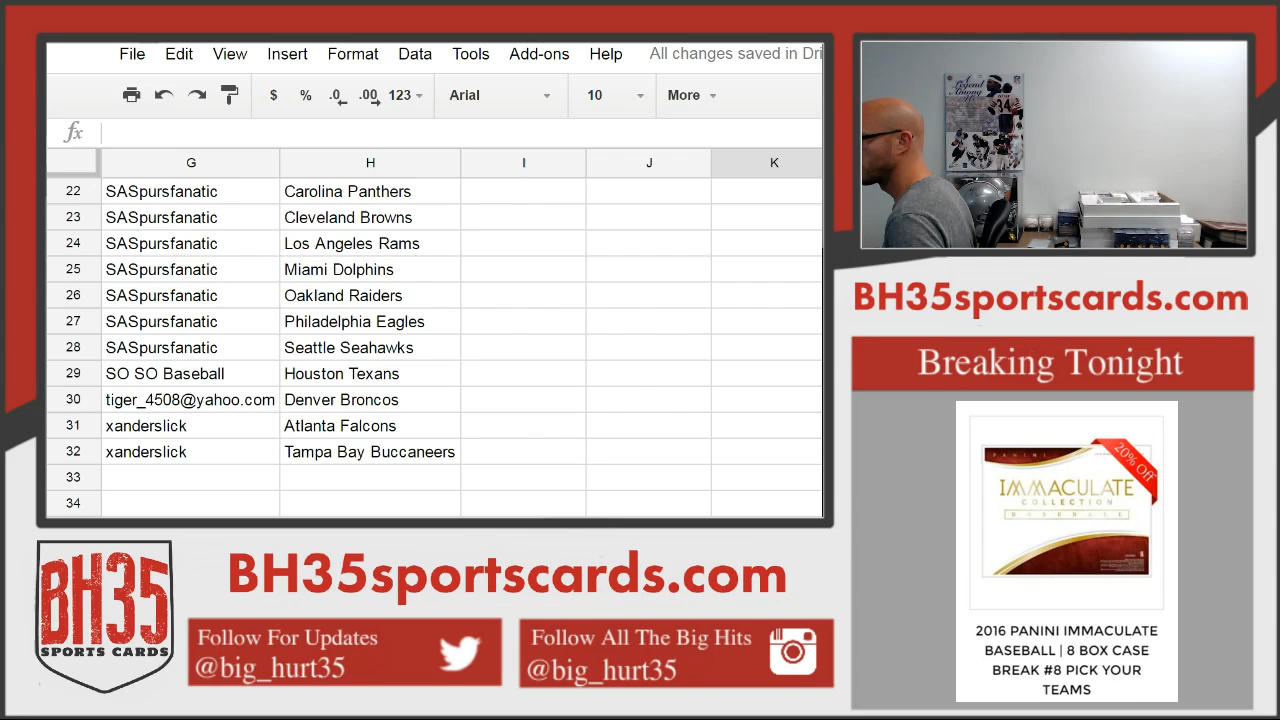 File Edit View Insert Format Data Tools Add-ons Help All changes saved in Dri
$ % .0 .00 123 Arial 10 More
fx
G H I J K
22 SASpursfanatic Carolina Panthers
23 SASpursfanatic Cleveland Browns
24 SASpursfanatic Los Angeles Rams
25 SASpursfanatic Miami Dolphins
26 SASpursfanatic Oakland Raiders
27 SASpursfanatic Philadelphia Eagles
28 SASpursfanatic Seattle Seahawks
29 SO SO Baseball Houston Texans
30 tiger_4508@yahoo.com Denver Broncos
31 xanderslick Atlanta Falcons
32 xanderslick Tampa Bay Buccaneers
33
34
Legend
Among
34
BH35sportscards.com
Breaking Tonight
20% Off
PANINI
IMMACULATE
COLLECTION
BASEBALL
2016 PANINI IMMACULATE
BASEBALL | 8 BOX CASE
BREAK #8 PICK YOUR
TEAMS
BH35
SPORTS CARDS
BH35sportscards.com
Follow For Updates
@big_hurt35
Follow All The Big Hits
@big_hurt35